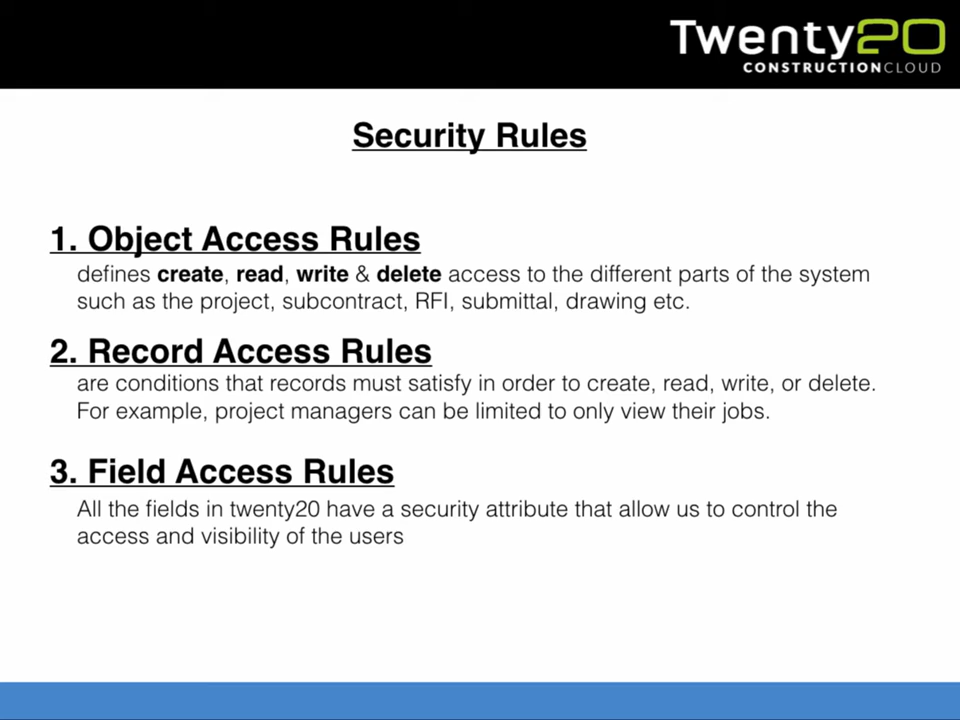 Twenty20
CONSTRUCTIONCLOUD
Security Rules
1. Object Access Rules
defines create, read, write & delete access to the different parts of the system
such as the project, subcontract, RFI, submittal, drawing etc.
2. Record Access Rules
are conditions that records must satisfy in order to create, read, write, or delete.
For example, project managers can be limited to only view their jobs.
3. Field Access Rules
All the fields in twenty20 have a security attribute that allow us to control the
access and visibility of the users